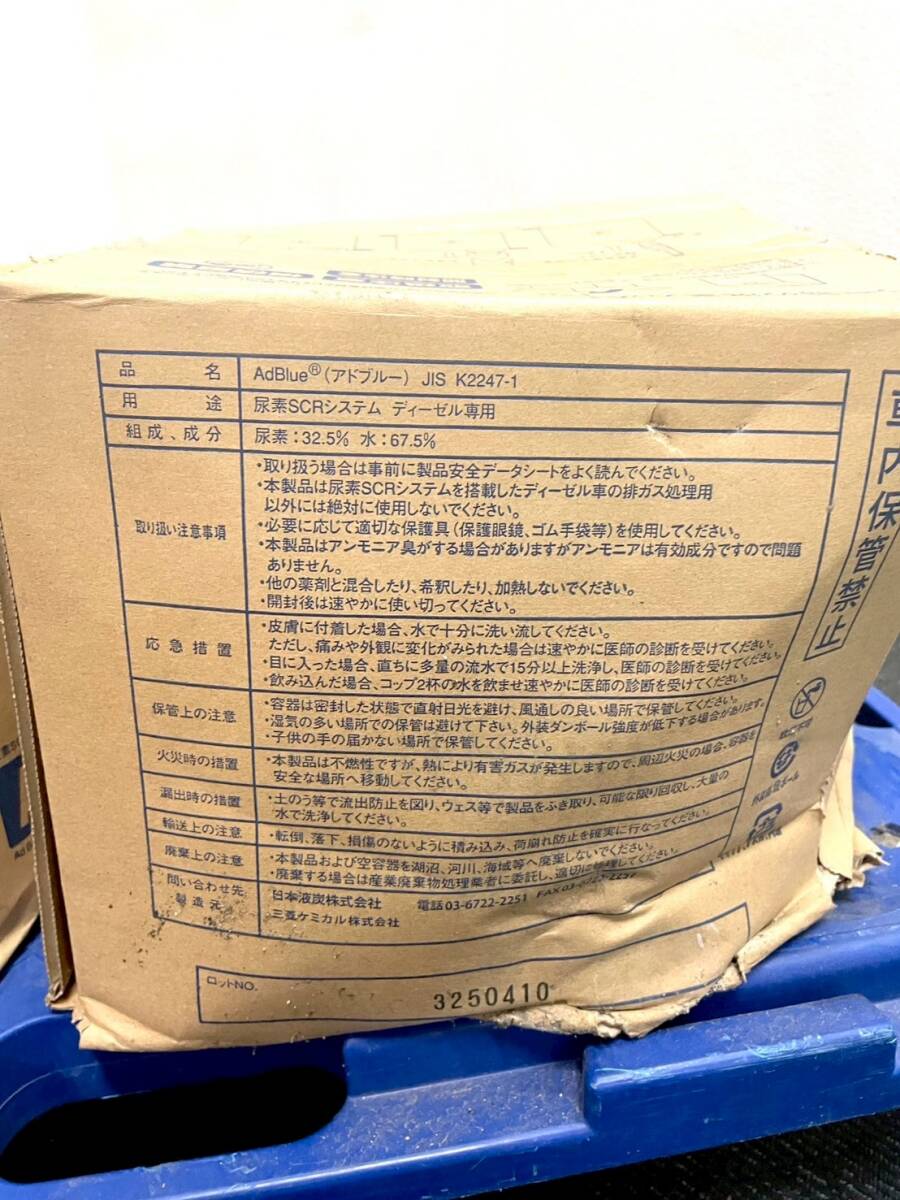 品名 AdBlue®(アドブルー) JIS K2247-1
用途 尿素SCRシステム ディーゼル専用
組成、成分 尿素:32.5% 水:67.5%
取り扱い注意事項
・取り扱う場合は事前に製品安全データシートをよく読んでください。
・本製品は尿素SCRシステムを搭載したディーゼル車の排ガス処理用
以外には絶対に使用しないでください。
・必要に応じて適切な保護具(保護眼鏡、ゴム手袋等)を使用してください。
・本製品はアンモニア臭がする場合がありますがアンモニアは有効成分ですので問題
ありません。
・他の薬剤と混合したり、希釈したり、加熱しないでください。
・開封後は速やかに使い切ってください。
応急措置
・皮膚に付着した場合、水で十分に洗い流してください。
ただし、痛みや外観に変化がみられた場合は速やかに医師の診断を受けてください。
・目に入った場合、直ちに多量の流水で15分以上洗浄し、医師の診断を受けてください。
・飲み込んだ場合、コップ2杯の水を飲ませ速やかに医師の診断を受けてください。
保管上の注意
・容器は密封した状態で直射日光を避け、風通しの良い場所で保管してください。
・湿気の多い場所での保管は避けて下さい。外装ダンボール強度が低下する場合があります。
・子供の手の届かない場所で保管してください。
火災時の措置
・本製品は不燃性ですが、熱により有害ガスが発生しますので、周辺火災の場合、容器を
安全な場所へ移動してください。
漏出時の措置
・土のう等で流出防止を図り、ウェス等で製品をふき取り、可能な限り回収し、大量の
水で洗浄してください。
輸送上の注意 ・転倒、落下、損傷のないように積み込み、荷崩れ防止を確実に行なってください。
廃棄上の注意
・本製品および空容器を湖沼、河川、海域等へ廃棄しないでください。
・廃棄する場合は産業廃棄物処理業者に委託し、適切に処理してください。
問い合わせ先 日本液炭株式会社 電話03-6722-2251
製造元 三菱ケミカル株式会社
ロットNO. 3250410
車内保管禁止